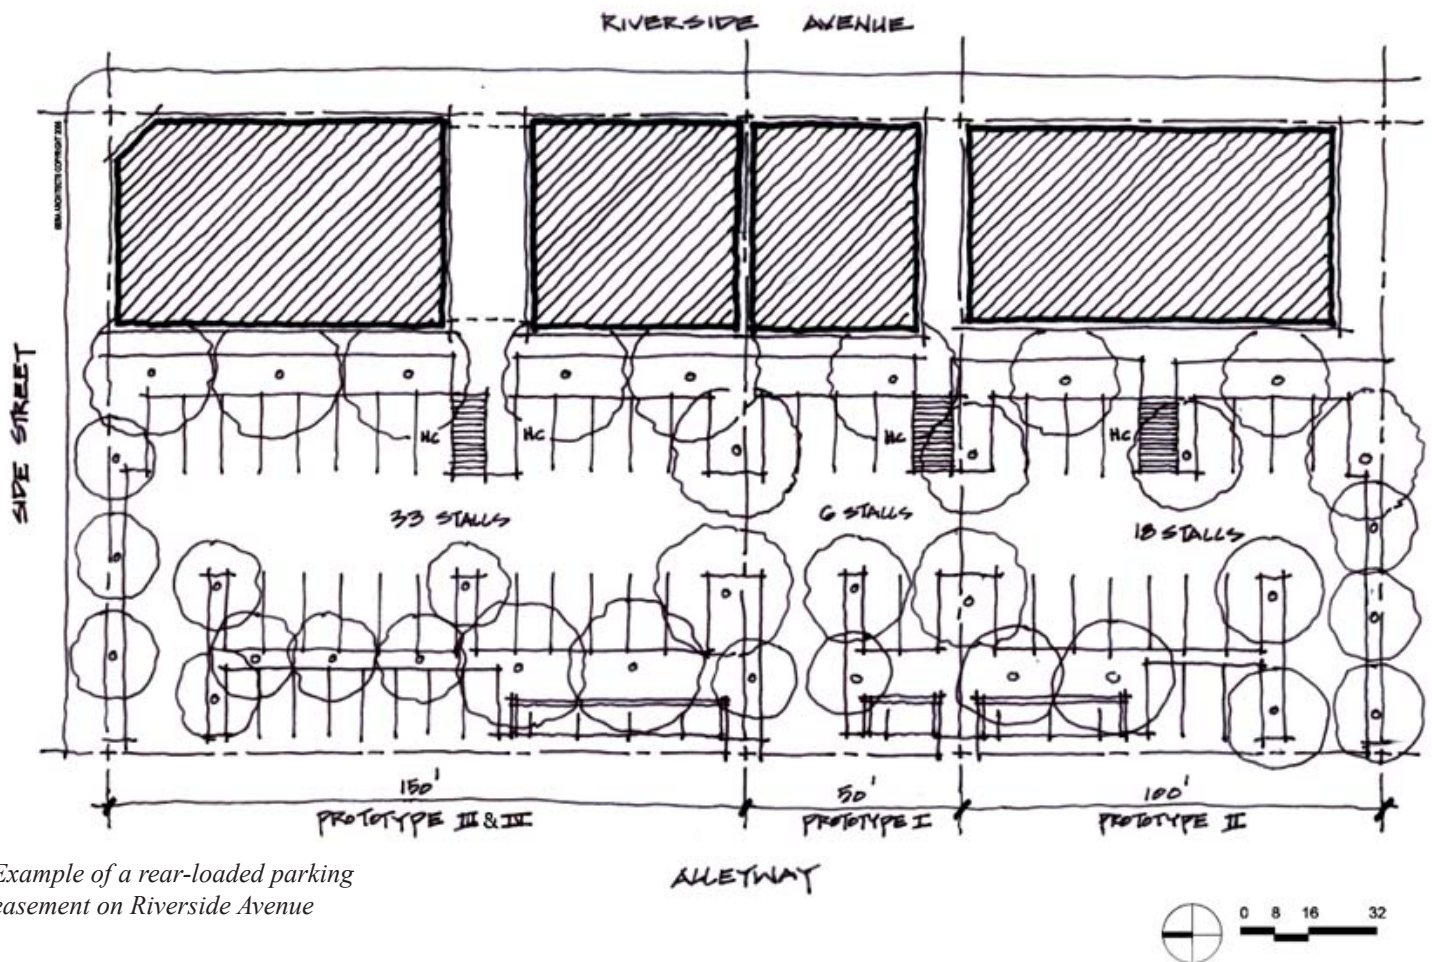 RIVERSIDE AVENUE
SIDE STREET
HC
HC
HC
HC
33 STALLS
6 STALLS
18 STALLS
150'
50'
100'
PROTOTYPE III & IV
PROTOTYPE I
PROTOTYPE II
ALLEYWAY
Example of a rear-loaded parking
easement on Riverside Avenue
0 8 16 32